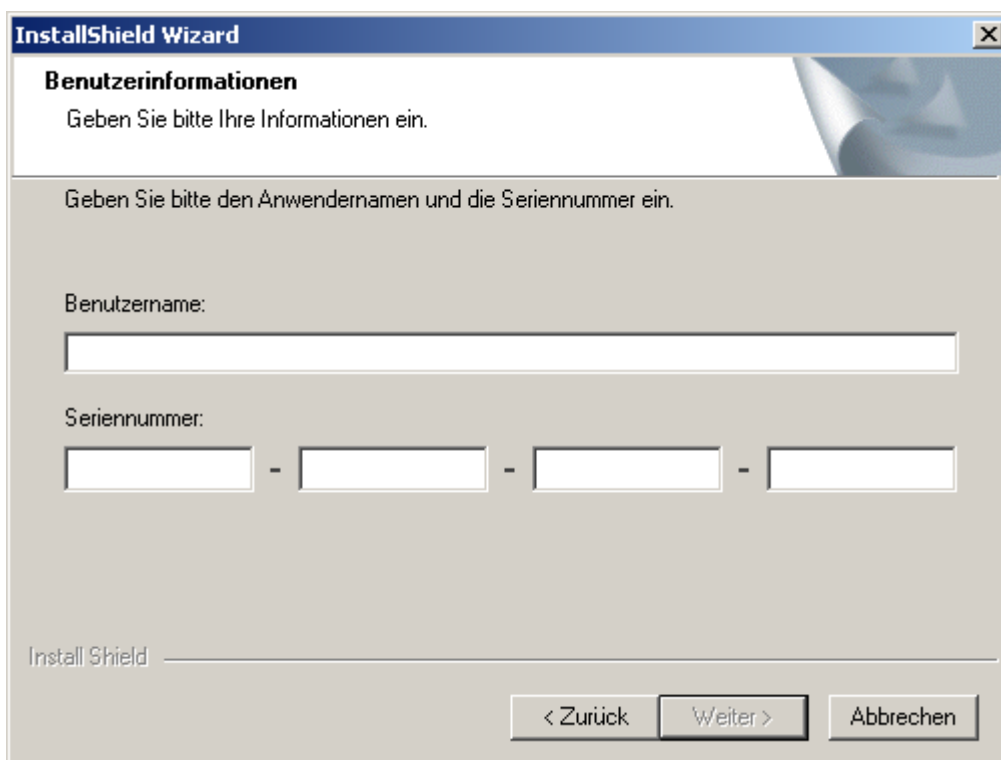 InstallShield Wizard
Benutzerinformationen
Geben Sie bitte Ihre Informationen ein.
Geben Sie bitte den Anwendernamen und die Seriennummer ein.
Benutzername:
Seriennummer:
- - -
Install Shield
< Zurück Weiter > Abbrechen